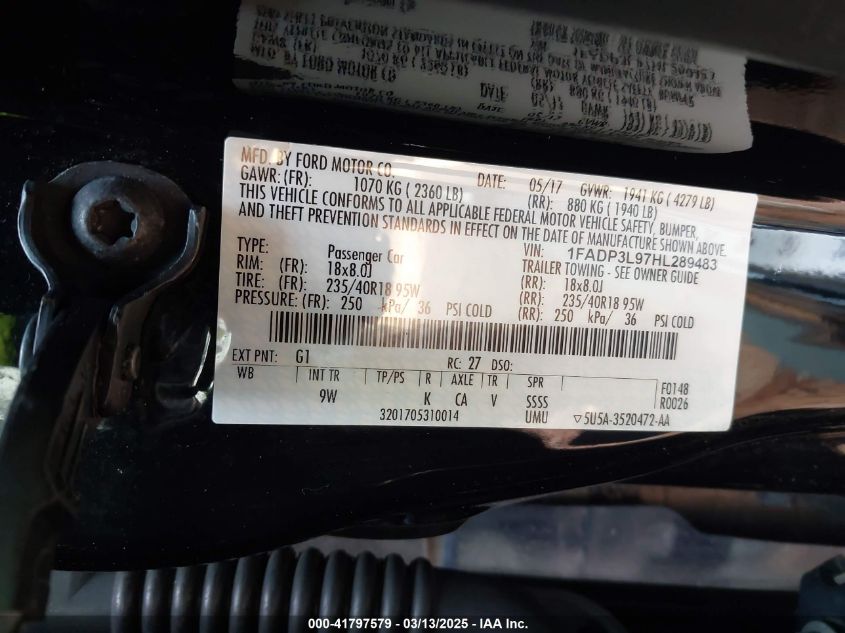 MFD. BY FORD MOTOR CO.
DATE: 05/17 GVWR: 1941 KG ( 4279 LB)
GAWR: (FR): 1070 KG ( 2360 LB) (RR): 880 KG ( 1940 LB)
THIS VEHICLE CONFORMS TO ALL APPLICABLE FEDERAL MOTOR VEHICLE SAFETY, BUMPER,
AND THEFT PREVENTION STANDARDS IN EFFECT ON THE DATE OF MANUFACTURE SHOWN ABOVE.
VIN: 1FADP3L97HL289483
TYPE: Passenger Car TRAILER TOWING - SEE OWNER GUIDE
RIM: (FR): 18x8.0J (RR): 18x8.0J
TIRE: (FR): 235/40R18 95W (RR): 235/40R18 95W
PRESSURE: (FR): 250 kPa/ 36 PSI COLD (RR): 250 kPa/ 36 PSI COLD
EXT PNT: G1 RC: 27 DSO:
WB INT TR TP/PS R AXLE TR SPR F0148
9W K CA V SSSS R0026
3201705310014 UMU ▽5U5A-3520472-AA
000-41797579 - 03/13/2025 - IAA Inc.